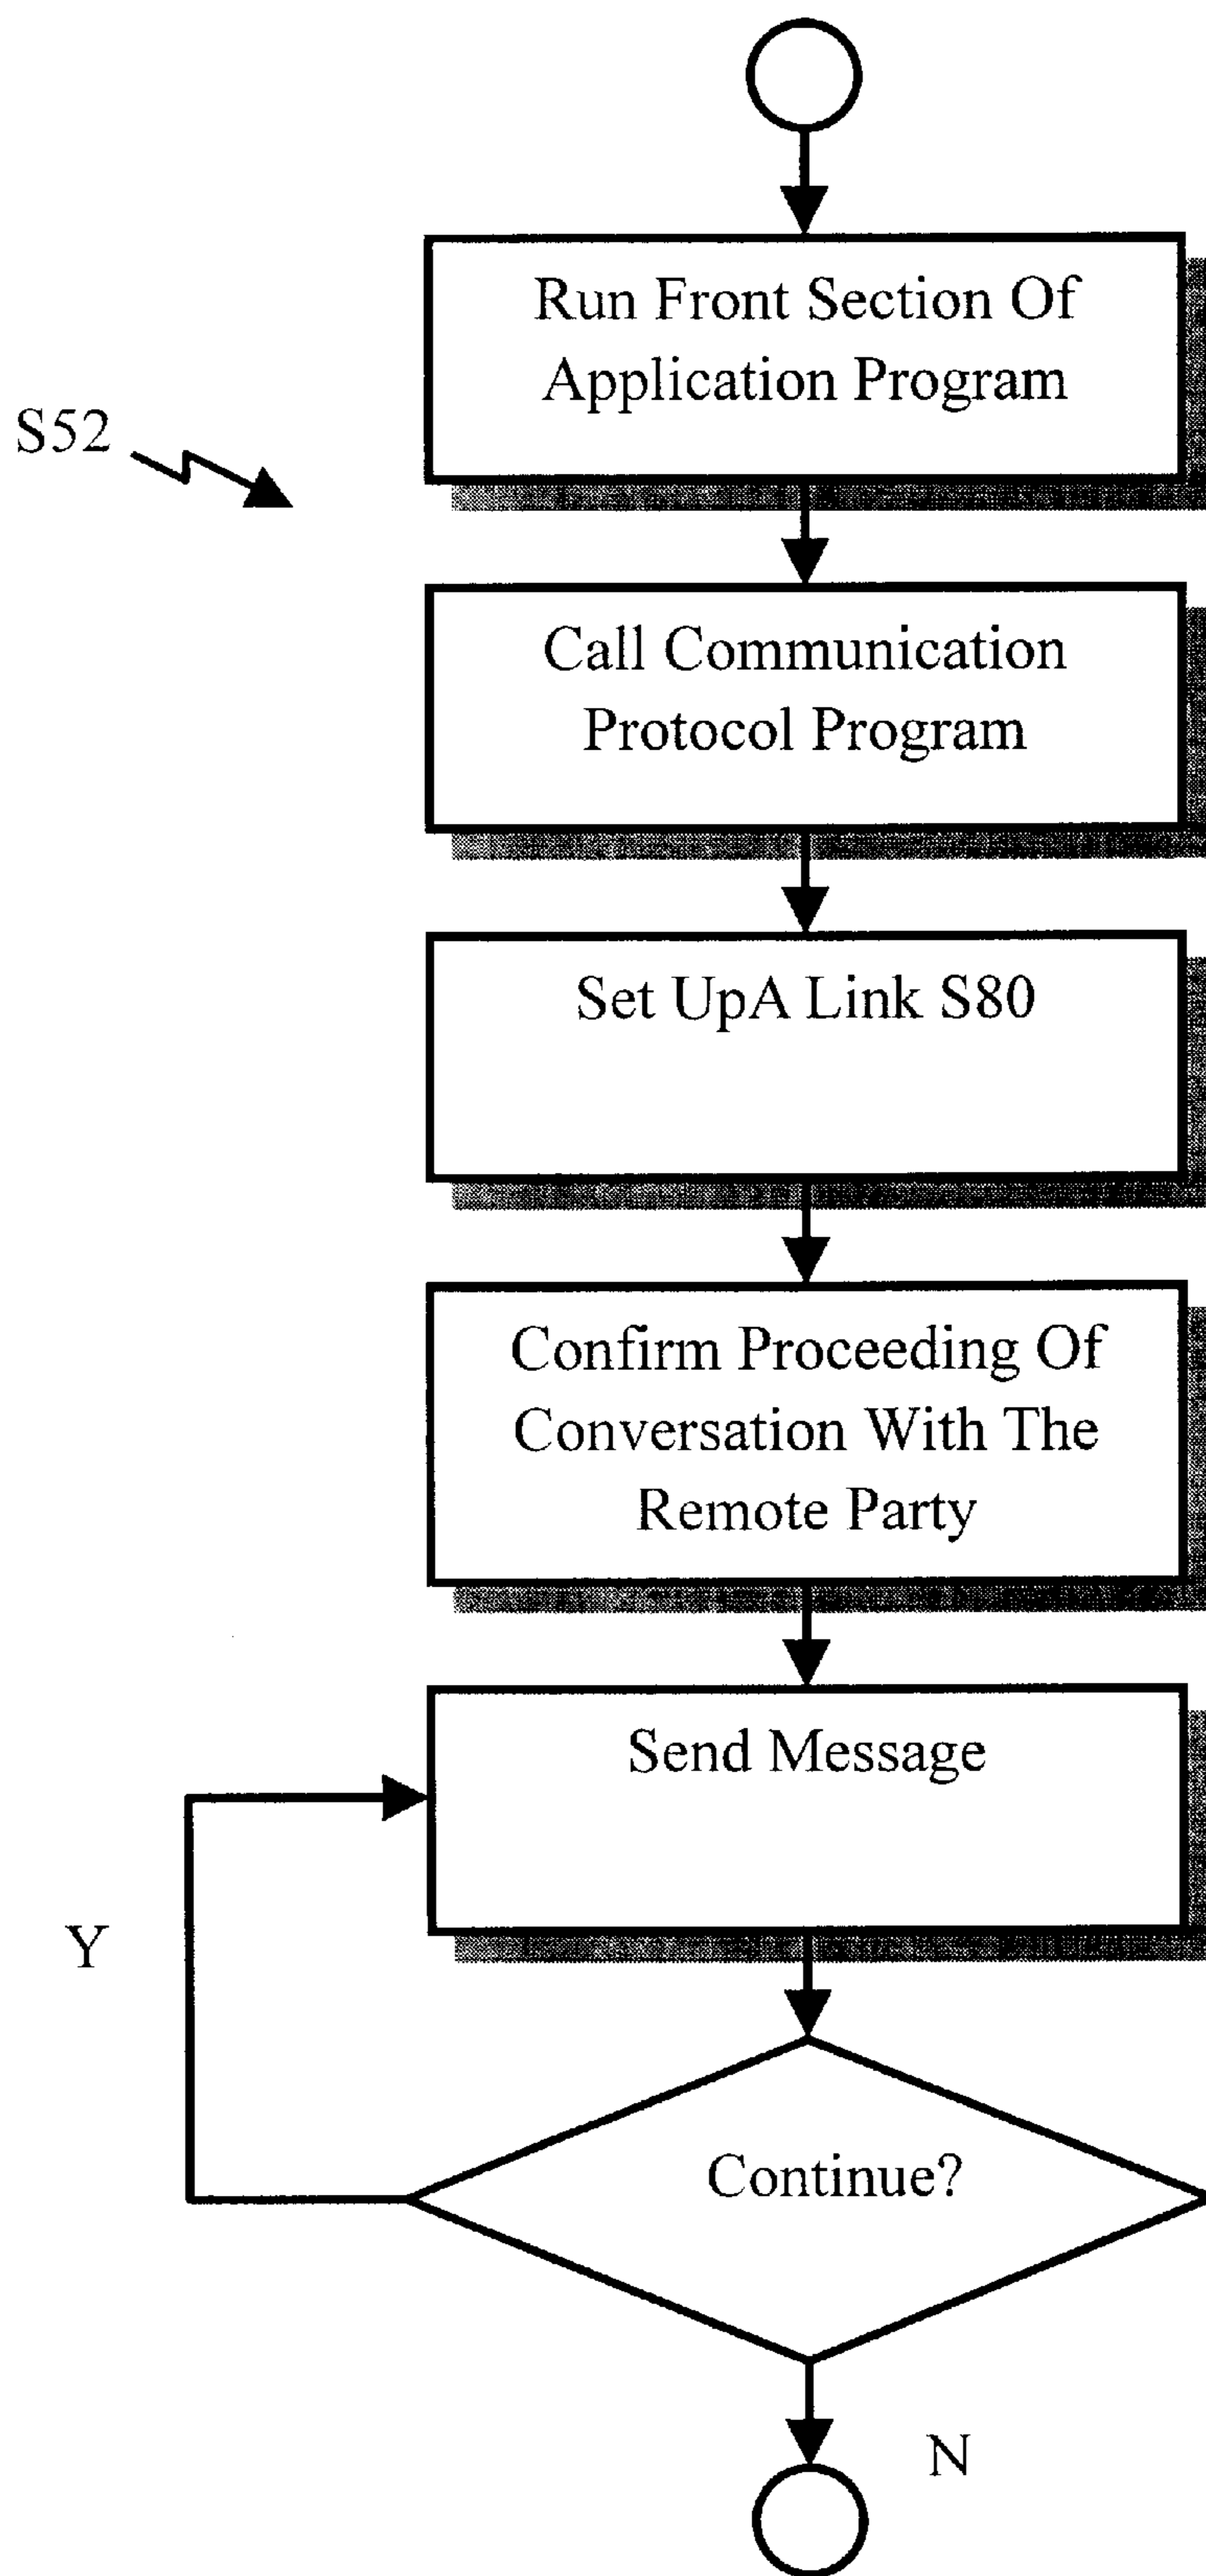 Run Front Section Of
Application Program
S52
Call Communication
Protocol Program
Set UpA Link S80
Confirm Proceeding Of
Conversation With The
Remote Party
Send Message
Y
Continue?
N